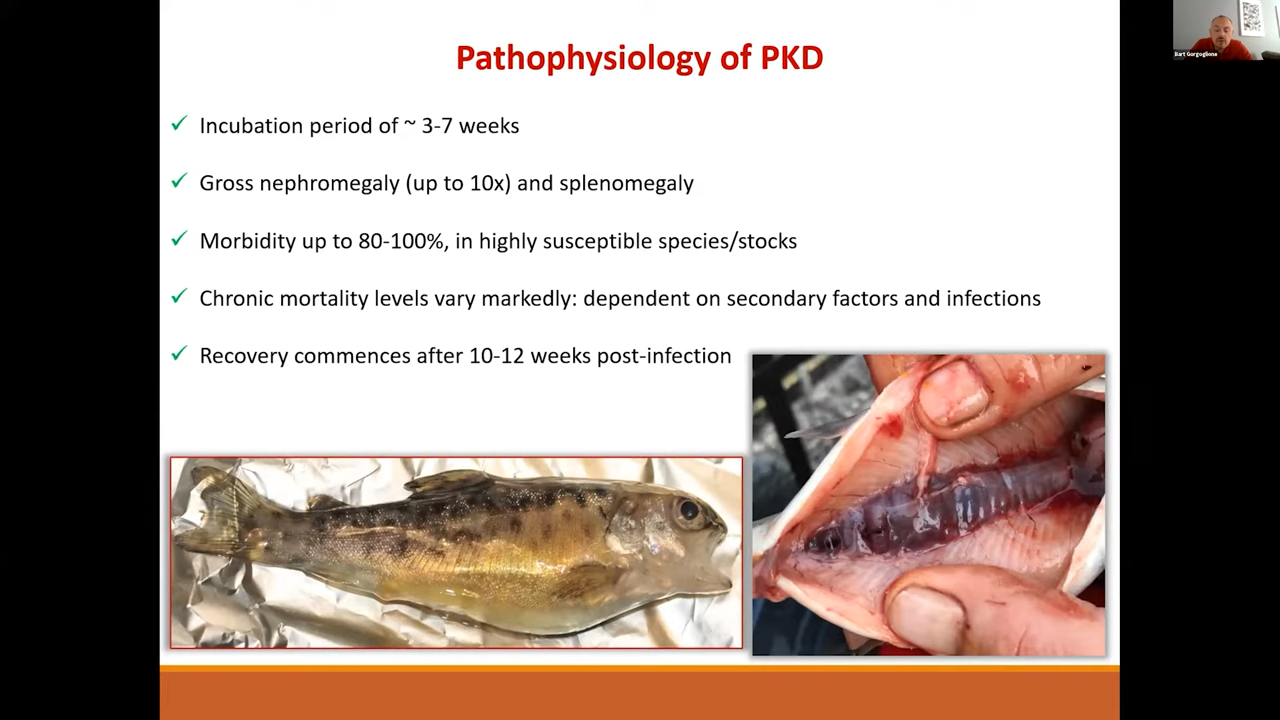 Pathophysiology of PKD
✓ Incubation period of ~ 3-7 weeks
✓ Gross nephromegaly (up to 10x) and splenomegaly
✓ Morbidity up to 80-100%, in highly susceptible species/stocks
✓ Chronic mortality levels vary markedly: dependent on secondary factors and infections
✓ Recovery commences after 10-12 weeks post-infection
Bart Gorgoglione